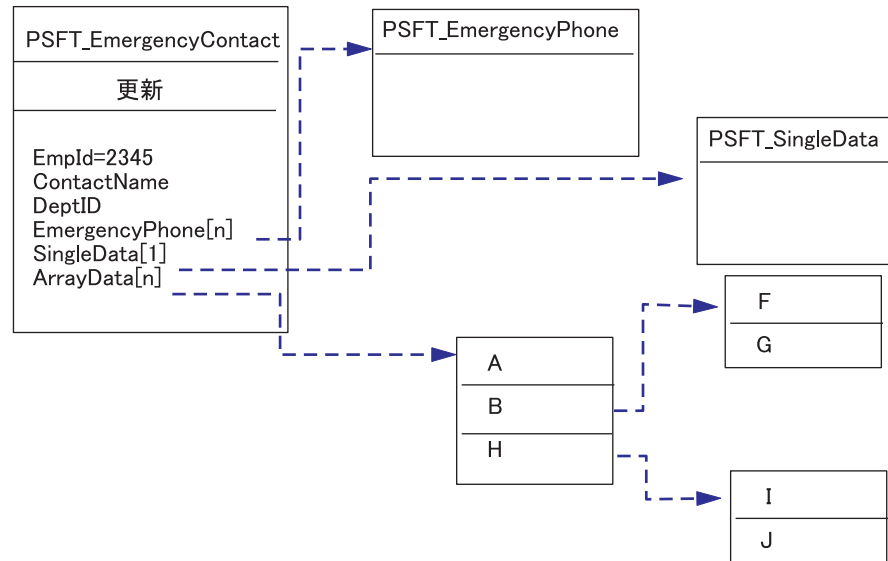 PSFT_EmergencyContact
更新
EmpId=2345
ContactName
DeptID
EmergencyPhone[n]
SingleData[1]
ArrayData[n]
PSFT_EmergencyPhone
PSFT_SingleData
A
B
H
F
G
I
J